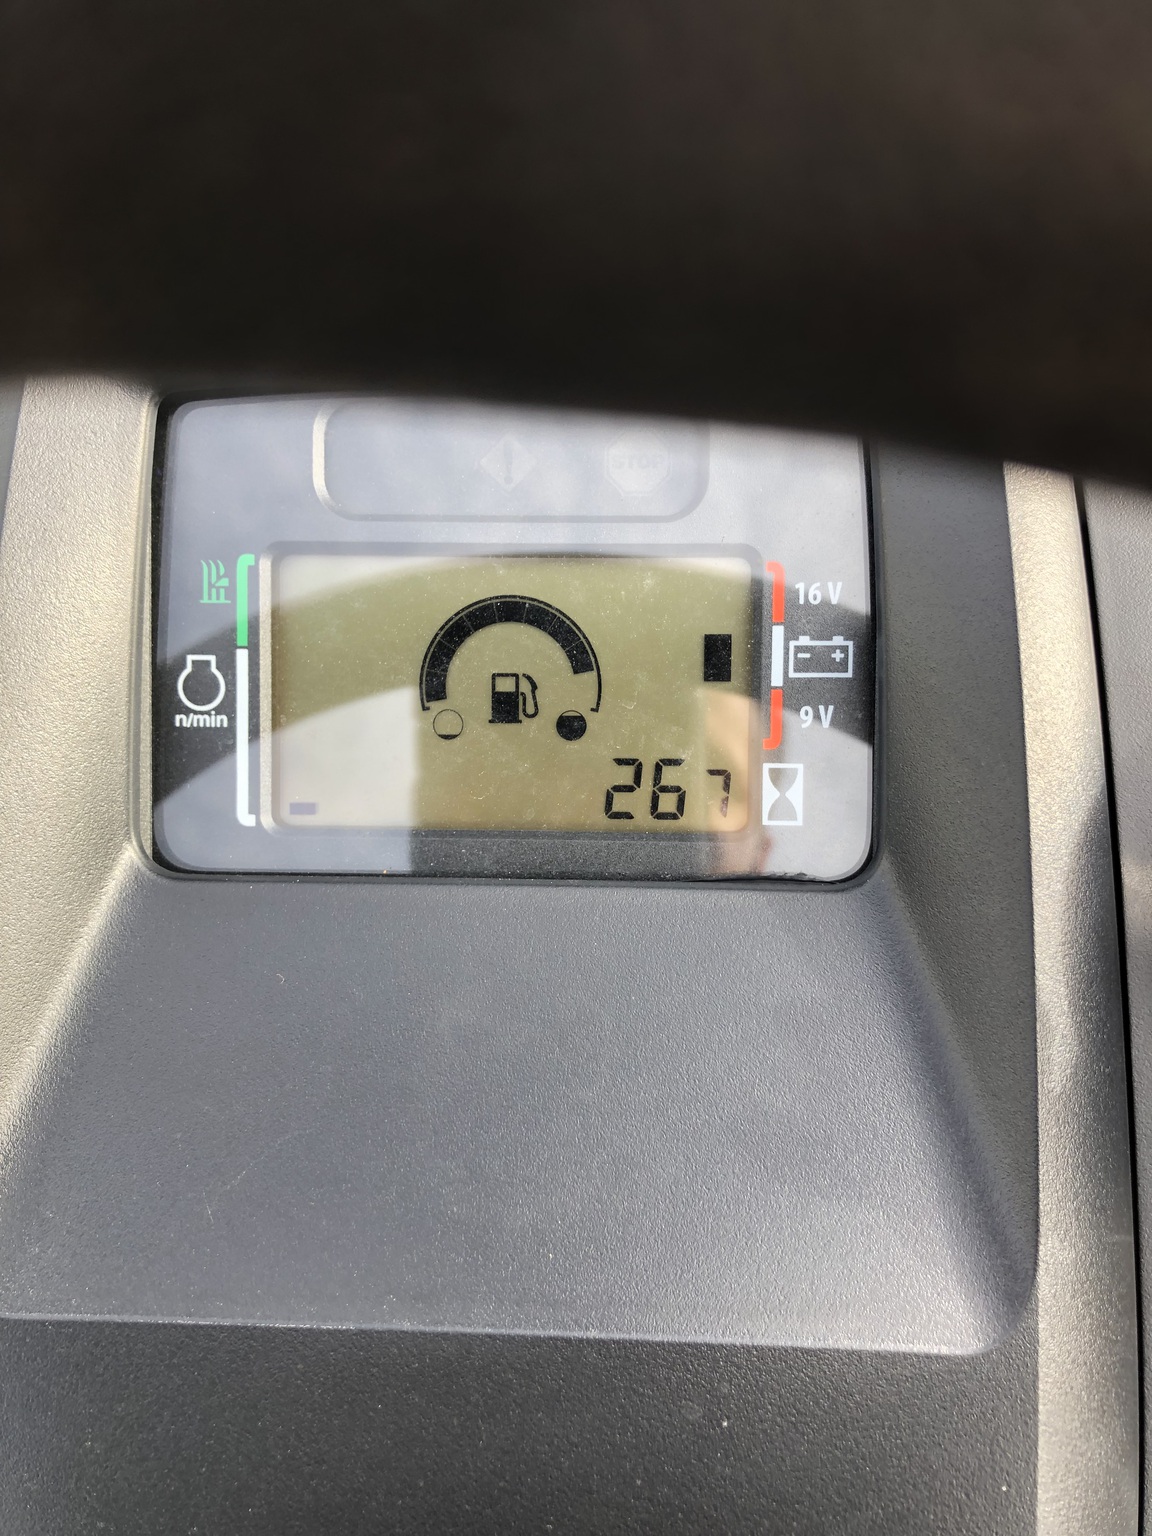 STOP
16 V
- +
n/min
9 V
267